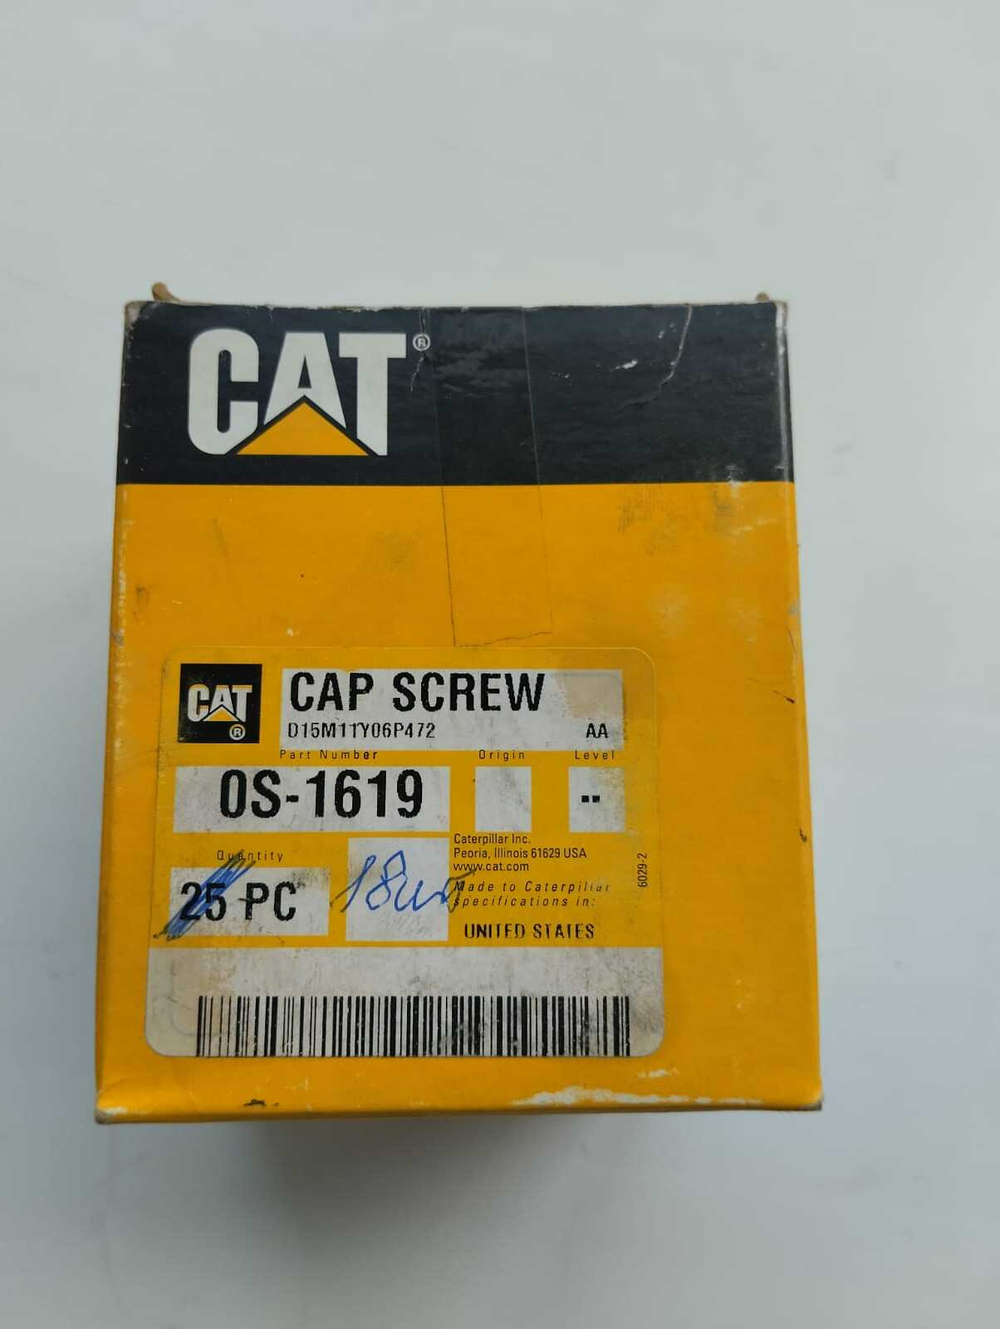 CAT®
CAT®
CAP SCREW
D15M11Y06P472 AA
Part Number Origin Level
0S-1619 --
Caterpillar Inc.
Peoria, Illinois 61629 USA
www.cat.com
6029-2
Quantity
25 PC 18шт
Made to Caterpillar
specifications in:
UNITED STATES